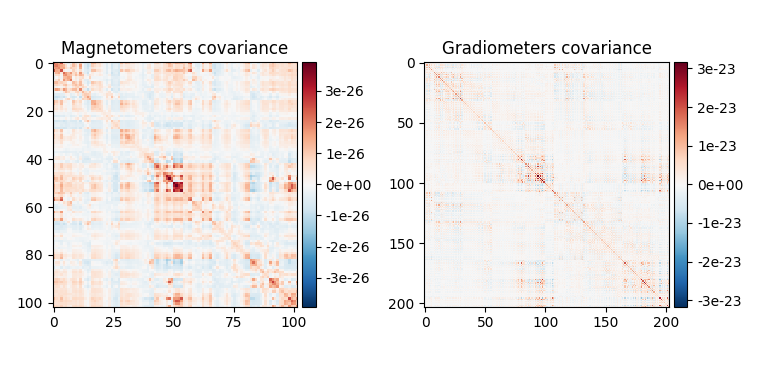 Magnetometers covariance
0
20
40
60
80
100
0
25
50
75
100
3e-26
2e-26
1e-26
0e+00
-1e-26
-2e-26
-3e-26
Gradiometers covariance
0
50
100
150
200
0
50
100
150
200
3e-23
2e-23
1e-23
0e+00
-1e-23
-2e-23
-3e-23